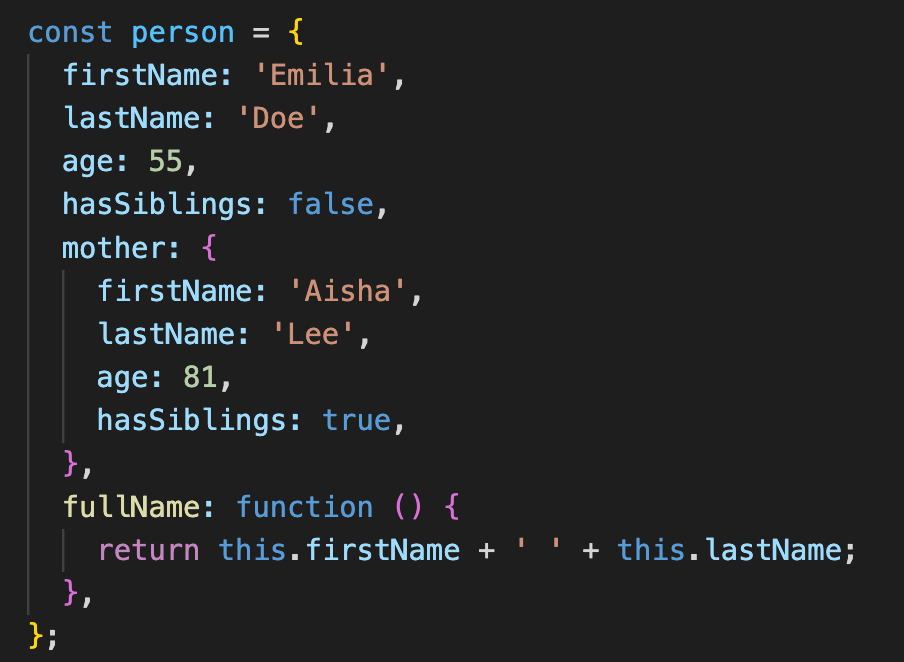 const person = {
  firstName: 'Emilia',
  lastName: 'Doe',
  age: 55,
  hasSiblings: false,
  mother: {
    firstName: 'Aisha',
    lastName: 'Lee',
    age: 81,
    hasSiblings: true,
  },
  fullName: function () {
    return this.firstName + ' ' + this.lastName;
  },
};